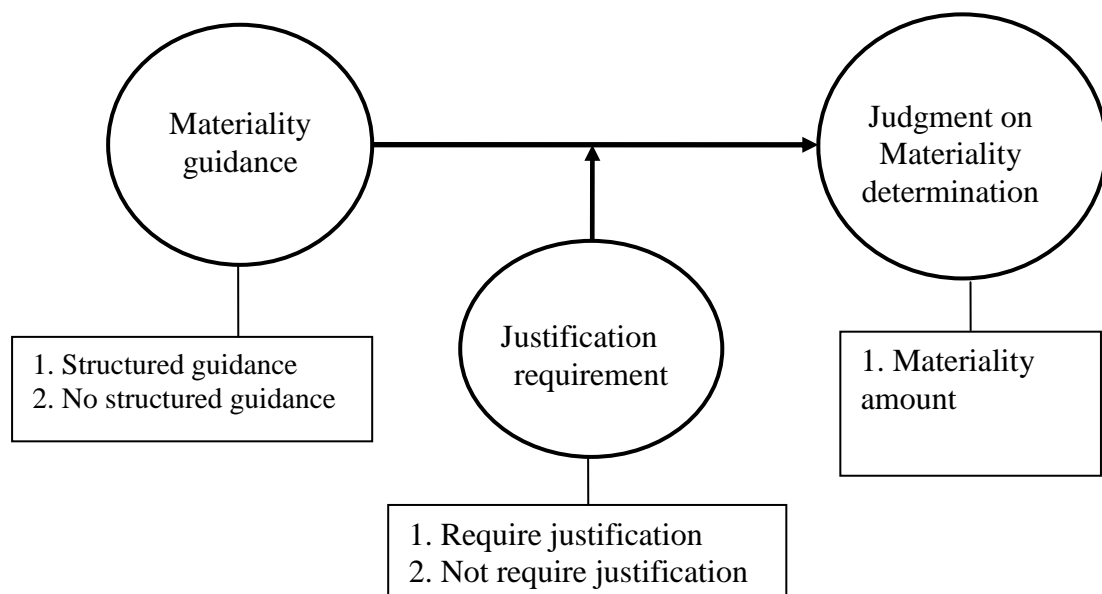 Materiality
guidance
Judgment on
Materiality
determination
Justification
requirement
1. Structured guidance
2. No structured guidance
1. Materiality
amount
1. Require justification
2. Not require justification